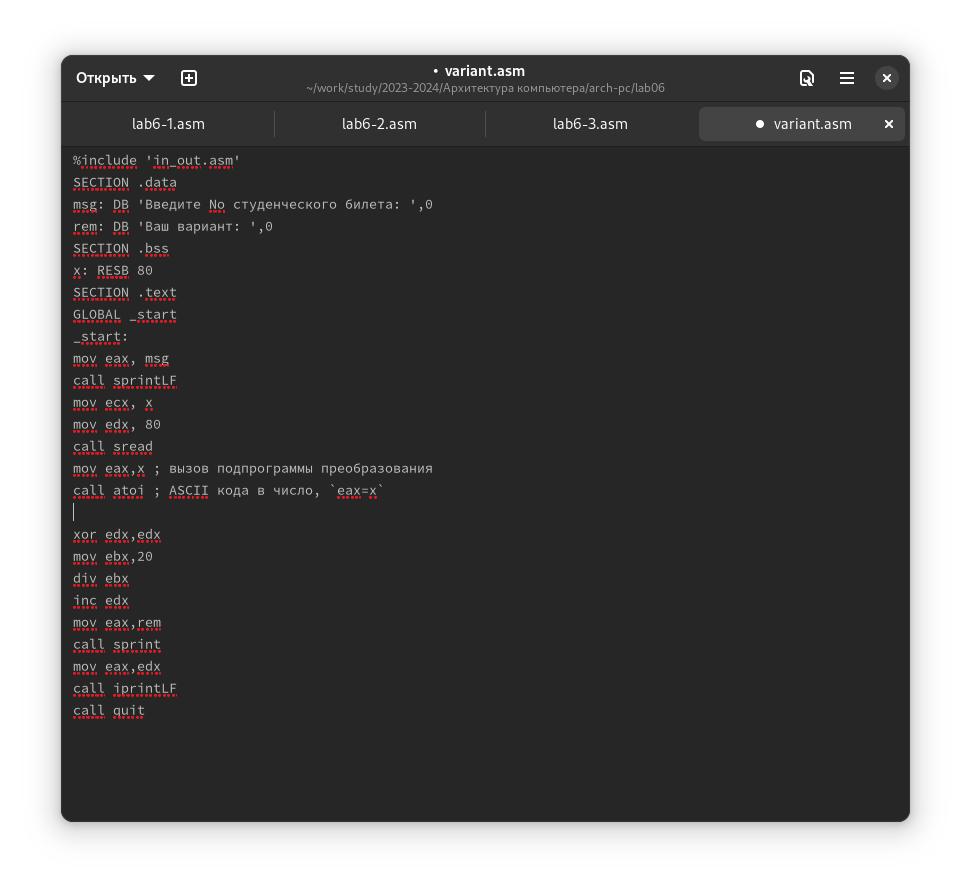 Открыть
• variant.asm
~/work/study/2023-2024/Архитектура компьютера/arch-pc/lab06
lab6-1.asm
lab6-2.asm
lab6-3.asm
● variant.asm
%include 'in_out.asm'
SECTION .data
msg: DB 'Введите No студенческого билета: ',0
rem: DB 'Ваш вариант: ',0
SECTION .bss
x: RESB 80
SECTION .text
GLOBAL _start
_start:
mov eax, msg
call sprintLF
mov ecx, x
mov edx, 80
call sread
mov eax,x ; вызов подпрограммы преобразования
call atoi ; ASCII кода в число, `eax=x`
xor edx,edx
mov ebx,20
div ebx
inc edx
mov eax,rem
call sprint
mov eax,edx
call iprintLF
call quit